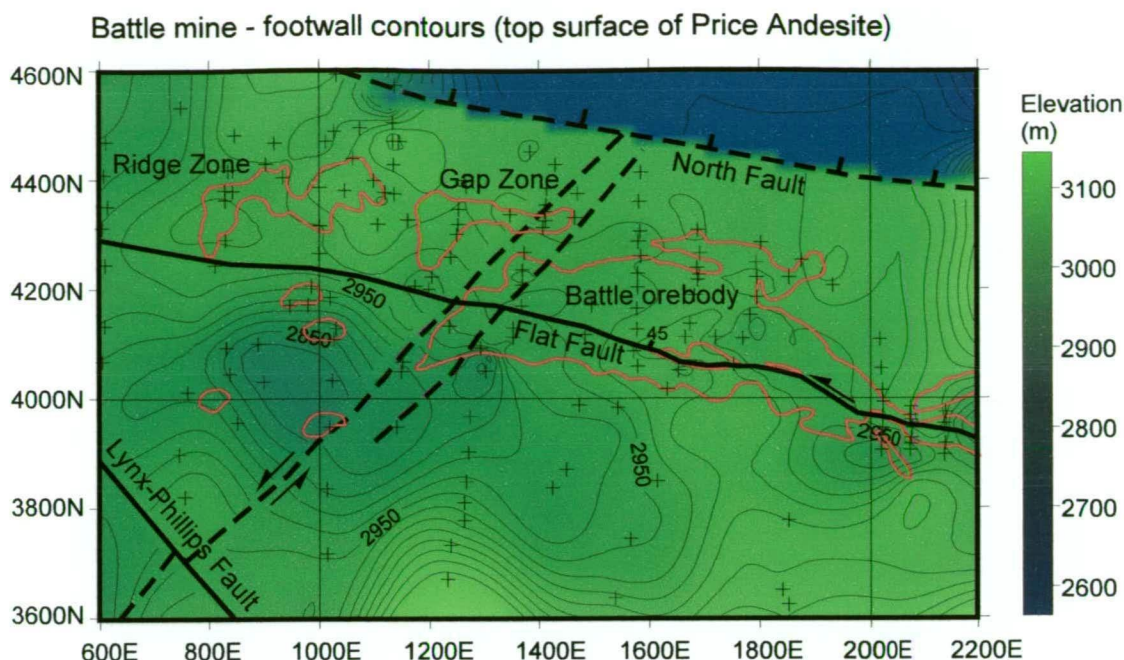 Battle mine - footwall contours (top surface of Price Andesite)
4600N
Elevation
(m)
Ridge Zone
Gap Zone
North Fault
3100
4400N
3000
4200N
2950
Battle orebody
2850
Flat Fault
45
2900
4000N
2950
2800
Lynx-Phillips Fault
2950
2700
3800N
2950
2600
3600N
600E
800E
1000E
1200E
1400E
1600E
1800E
2000E
2200E